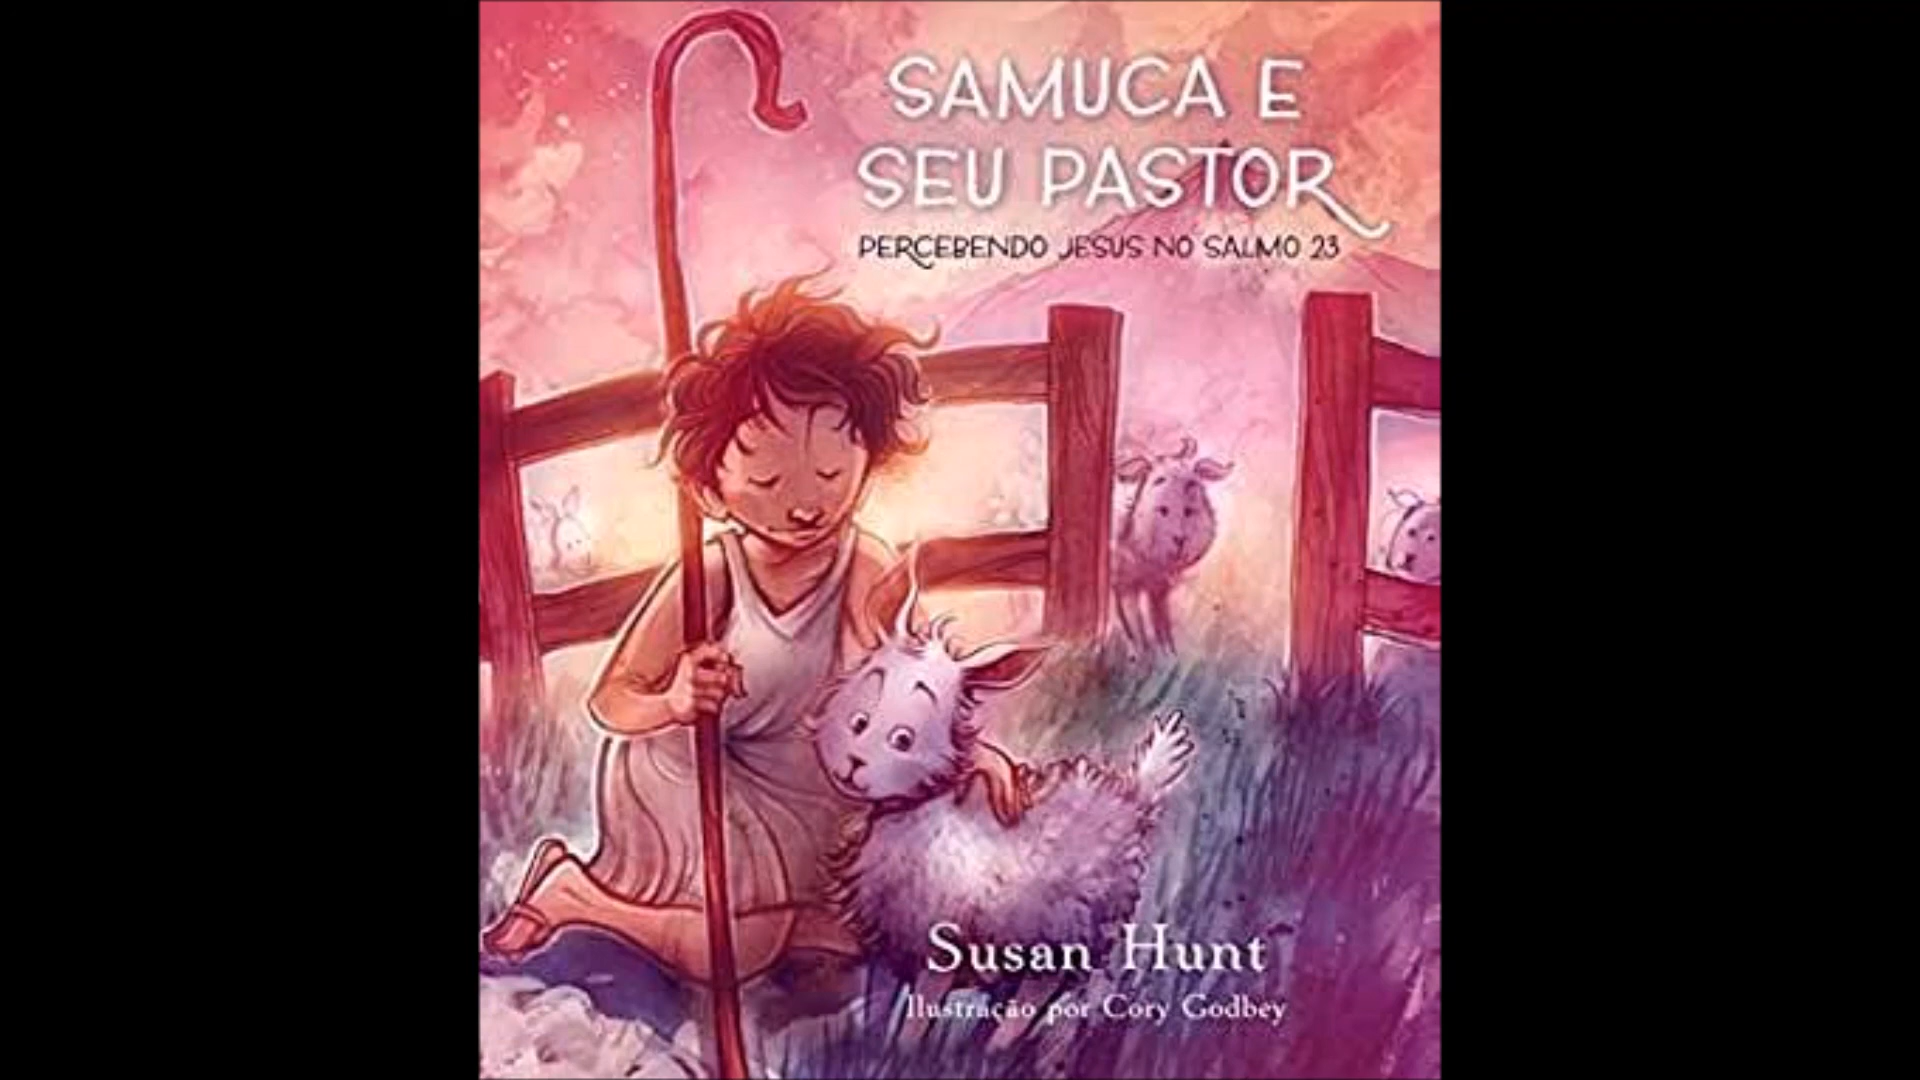 SAMUCA E
SEU PASTOR
PERCEBENDO JESUS NO SALMO 23
Susan Hunt
Ilustração por Cory Godbey